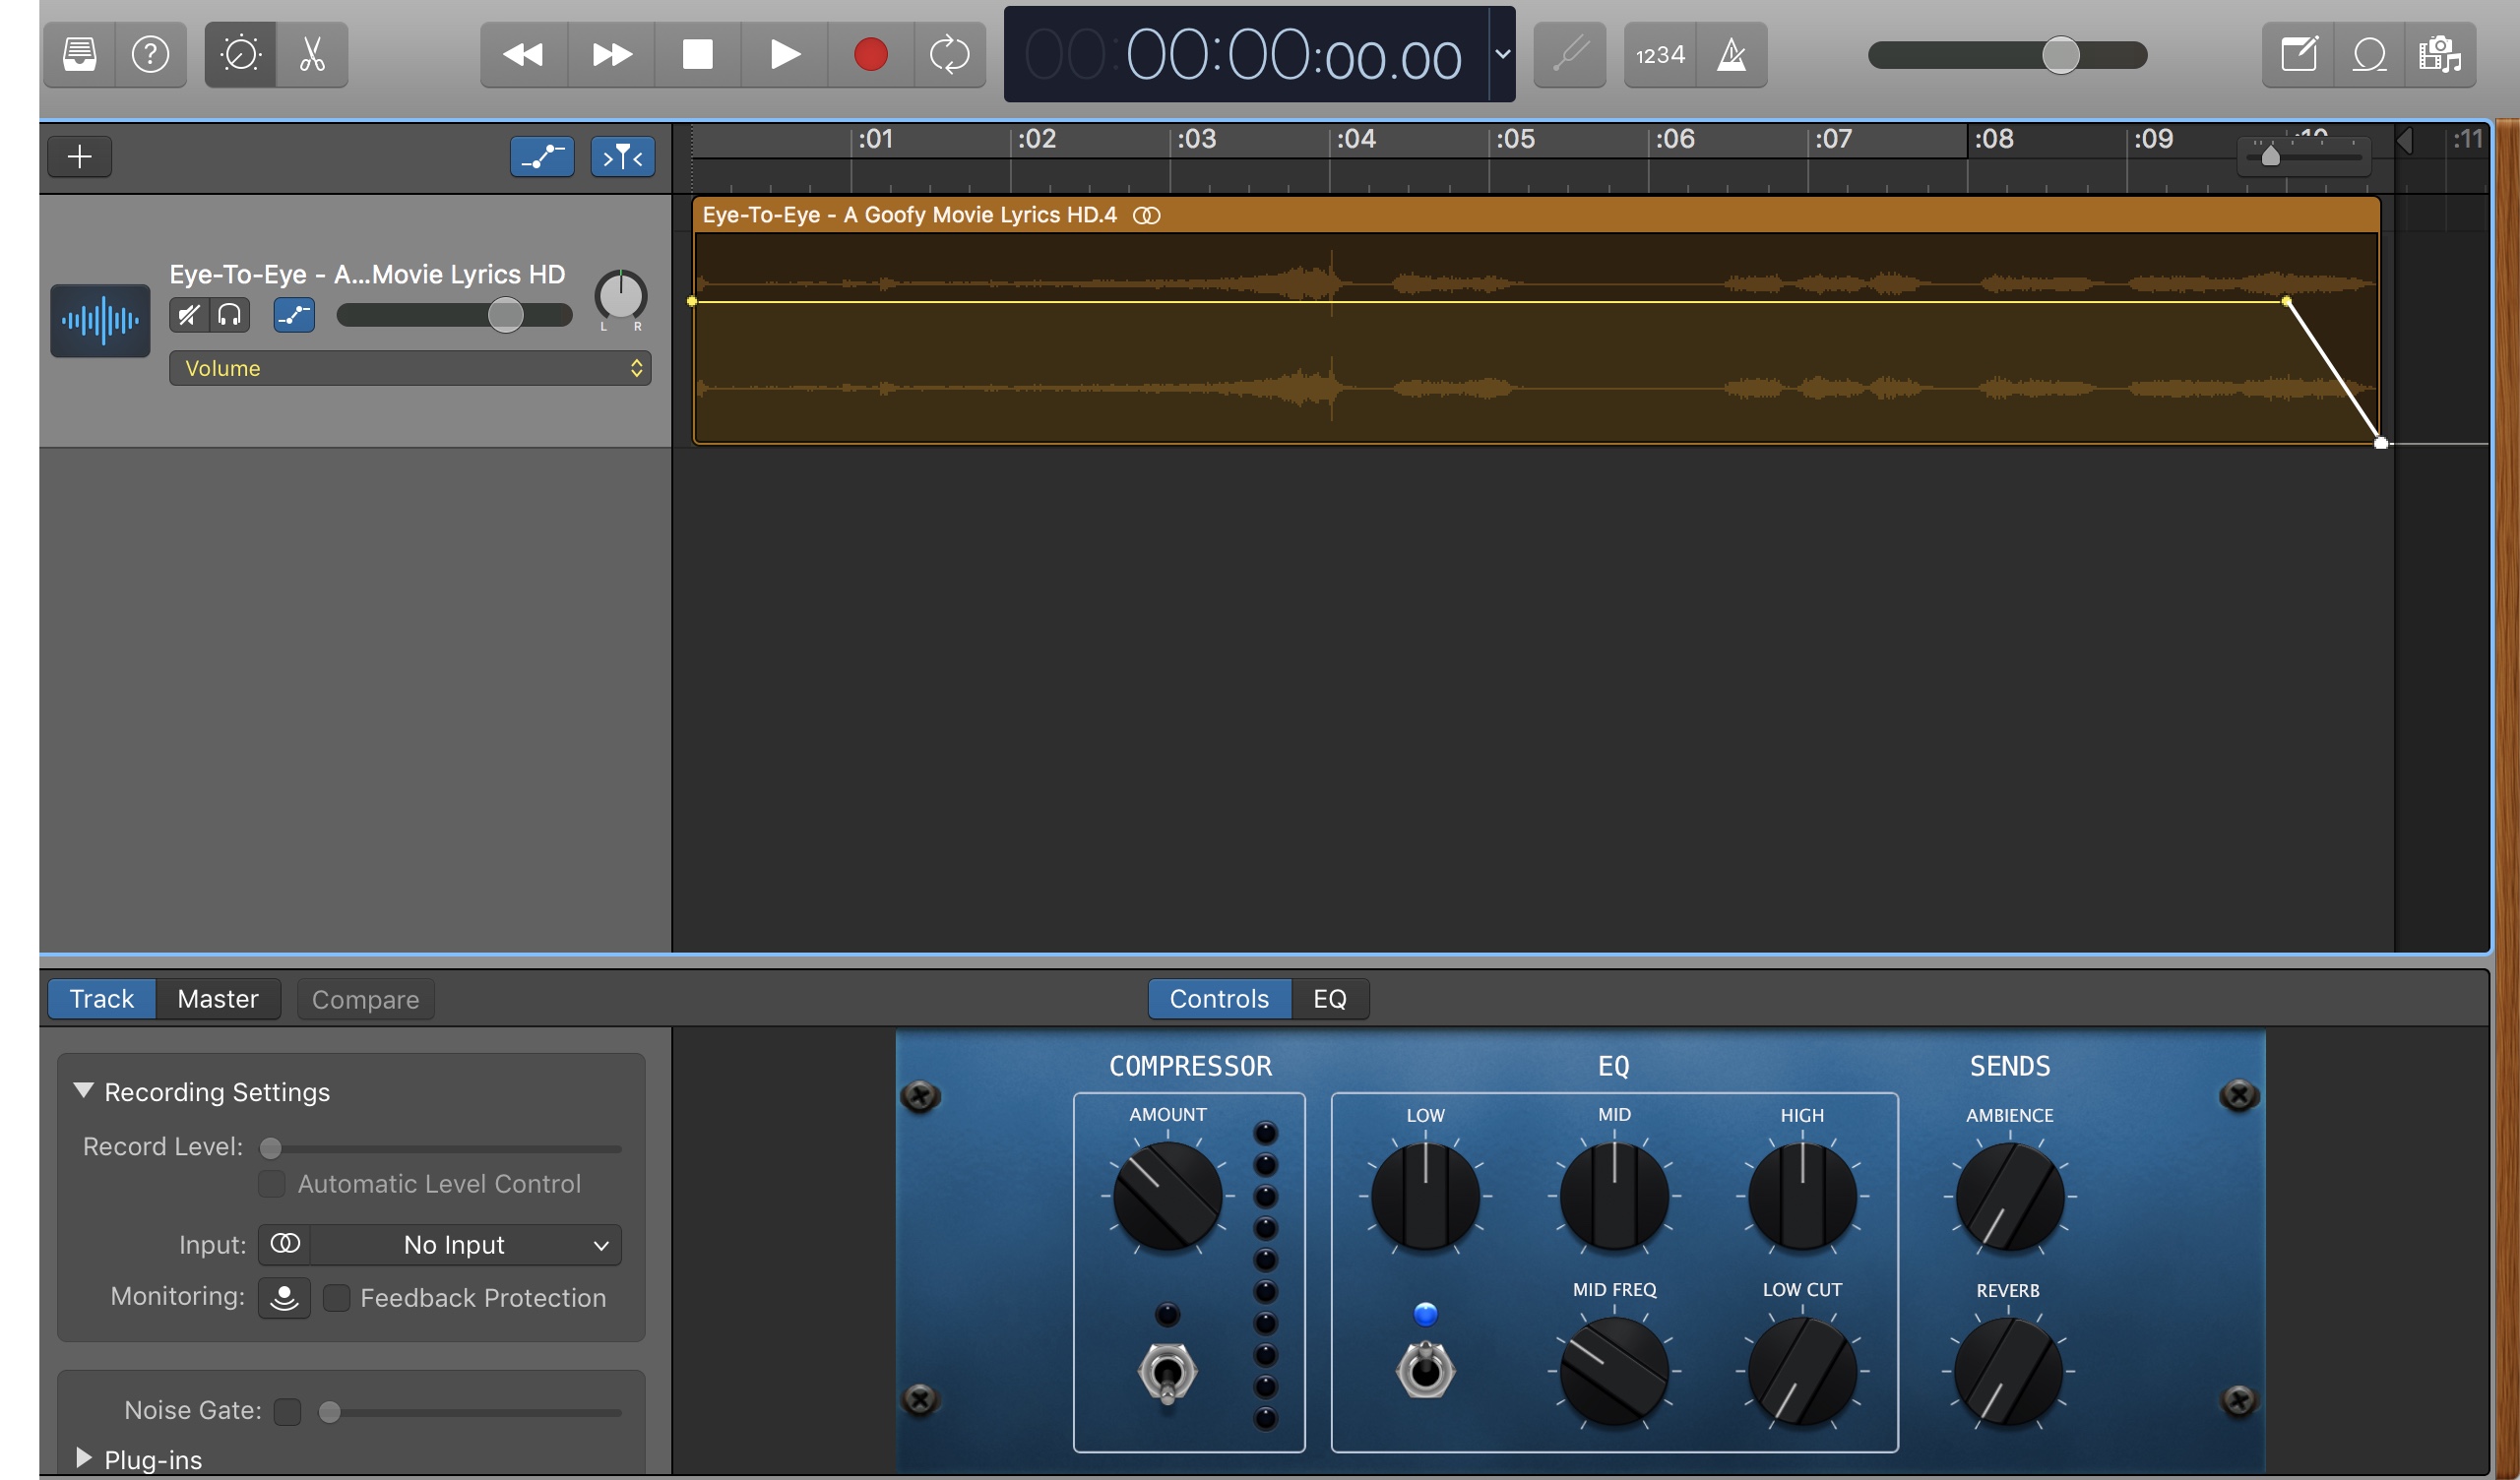 00:00:00:00.00
1234
:01 :02 :03 :04 :05 :06 :07 :08 :09 :10 :11
Eye-To-Eye - A Goofy Movie Lyrics HD.4
Eye-To-Eye - A...Movie Lyrics HD
L R
Volume
Track Master Compare Controls EQ
COMPRESSOR EQ SENDS
Recording Settings
AMOUNT LOW MID HIGH AMBIENCE
Record Level:
Automatic Level Control
Input: No Input
Monitoring: Feedback Protection
MID FREQ LOW CUT REVERB
Noise Gate:
Plug-ins